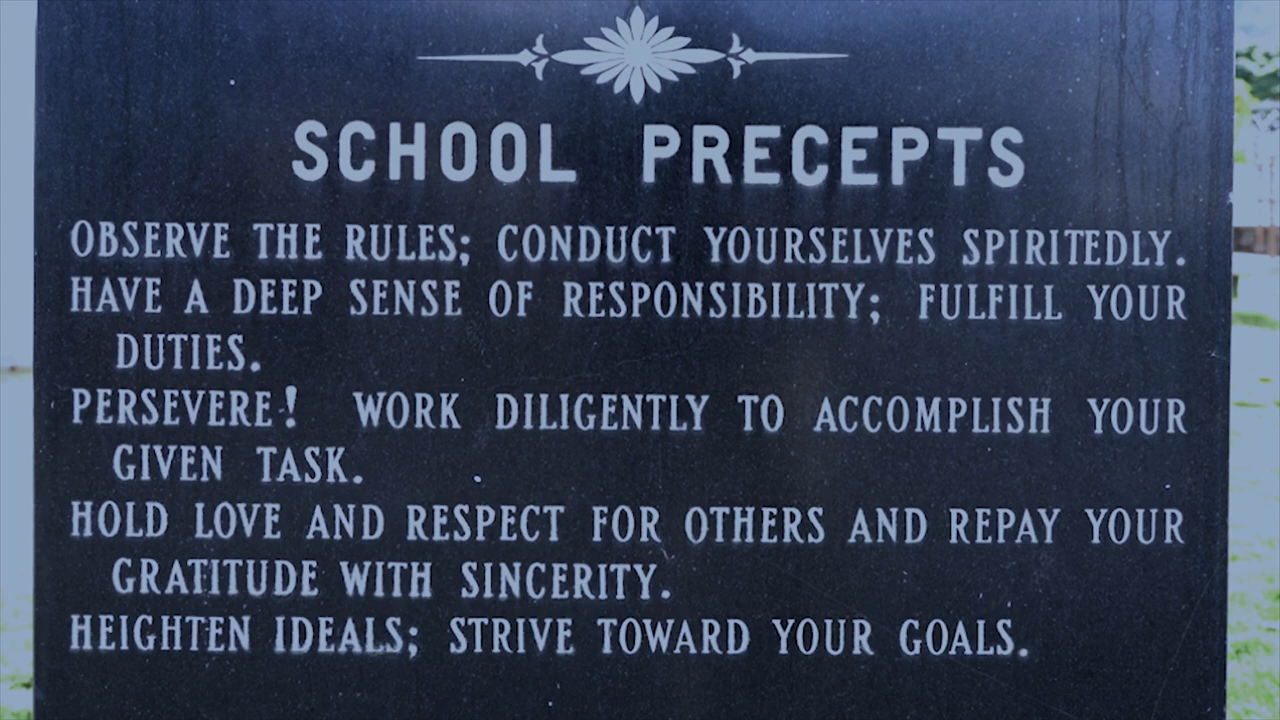 SCHOOL PRECEPTS
OBSERVE THE RULES; CONDUCT YOURSELVES SPIRITEDLY.
HAVE A DEEP SENSE OF RESPONSIBILITY; FULFILL YOUR
DUTIES.
PERSEVERE! WORK DILIGENTLY TO ACCOMPLISH YOUR
GIVEN TASK.
HOLD LOVE AND RESPECT FOR OTHERS AND REPAY YOUR
GRATITUDE WITH SINCERITY.
HEIGHTEN IDEALS; STRIVE TOWARD YOUR GOALS.